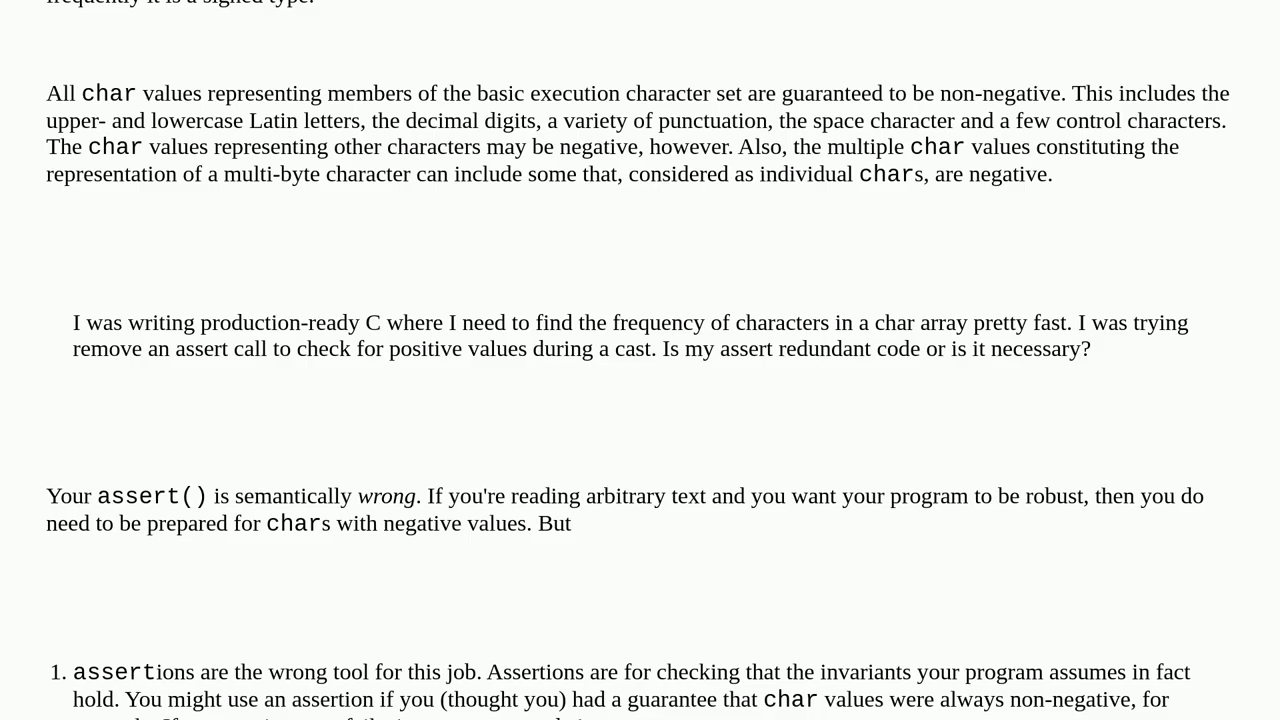 frequently it is a signed type.
All char values representing members of the basic execution character set are guaranteed to be non-negative. This includes the
upper- and lowercase Latin letters, the decimal digits, a variety of punctuation, the space character and a few control characters.
The char values representing other characters may be negative, however. Also, the multiple char values constituting the
representation of a multi-byte character can include some that, considered as individual chars, are negative.
I was writing production-ready C where I need to find the frequency of characters in a char array pretty fast. I was trying
remove an assert call to check for positive values during a cast. Is my assert redundant code or is it necessary?
Your assert() is semantically wrong. If you're reading arbitrary text and you want your program to be robust, then you do
need to be prepared for chars with negative values. But
1. assertions are the wrong tool for this job. Assertions are for checking that the invariants your program assumes in fact
hold. You might use an assertion if you (thought you) had a guarantee that char values were always non-negative, for